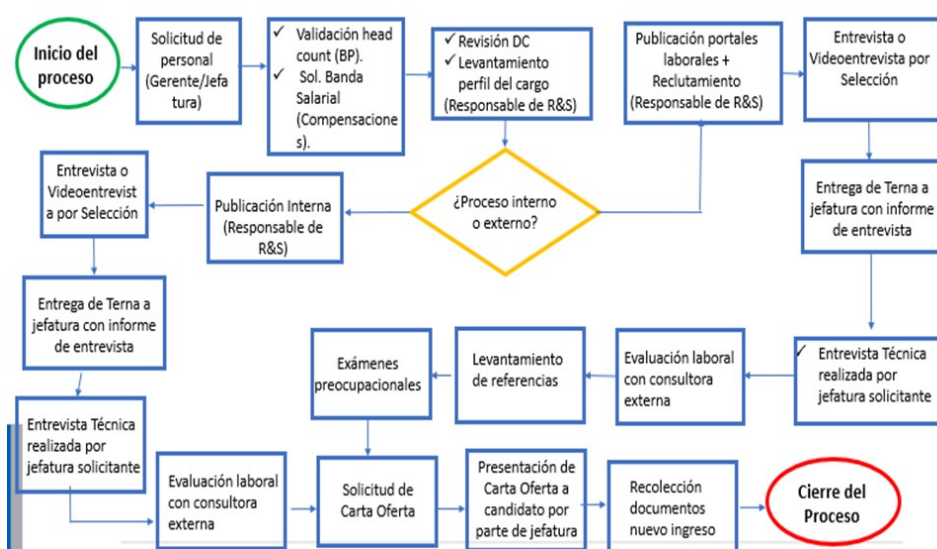 Inicio del
proceso
Solicitud de
personal
(Gerente/Jefa
tura)
✓ Validación head
count (BP).
✓ Sol. Banda
Salarial
(Compensacione
s).
✓ Revisión DC
✓ Levantamiento
perfil del cargo
(Responsable de R&S)
Publicación portales
laborales +
Reclutamiento
(Responsable de R&S)
Entrevista o
Videoentrevista por
Selección
¿Proceso interno
o externo?
Publicación Interna
(Responsable de
R&S)
Entrevista o
Videoentrevist
a por Selección
Entrega de Terna a
jefatura con informe
de entrevista
Entrega de Terna a
jefatura con informe
de entrevista
✓ Entrevista Técnica
realizada por
jefatura solicitante
Evaluación laboral
con consultora
externa
Levantamiento
de referencias
Exámenes
preocupacionales
Entrevista Técnica
realizada por
jefatura solicitante
Evaluación laboral
con consultora
externa
Solicitud de
Carta Oferta
Presentación de
Carta Oferta a
candidato por
parte de jefatura
Recolección
documentos
nuevo ingreso
Cierre del
Proceso